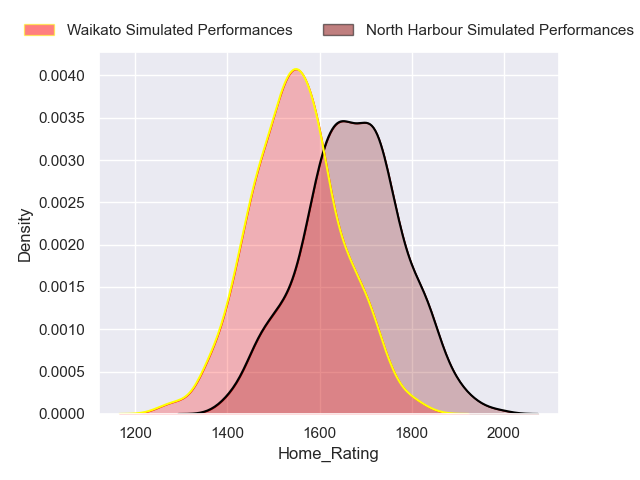 Waikato Simulated Performances North Harbour Simulated Performances
0.0040
0.0035
0.0030
0.0025
0.0020
0.0015
0.0010
0.0005
0.0000
Density
1200 1400 1600 1800 2000
Home_Rating